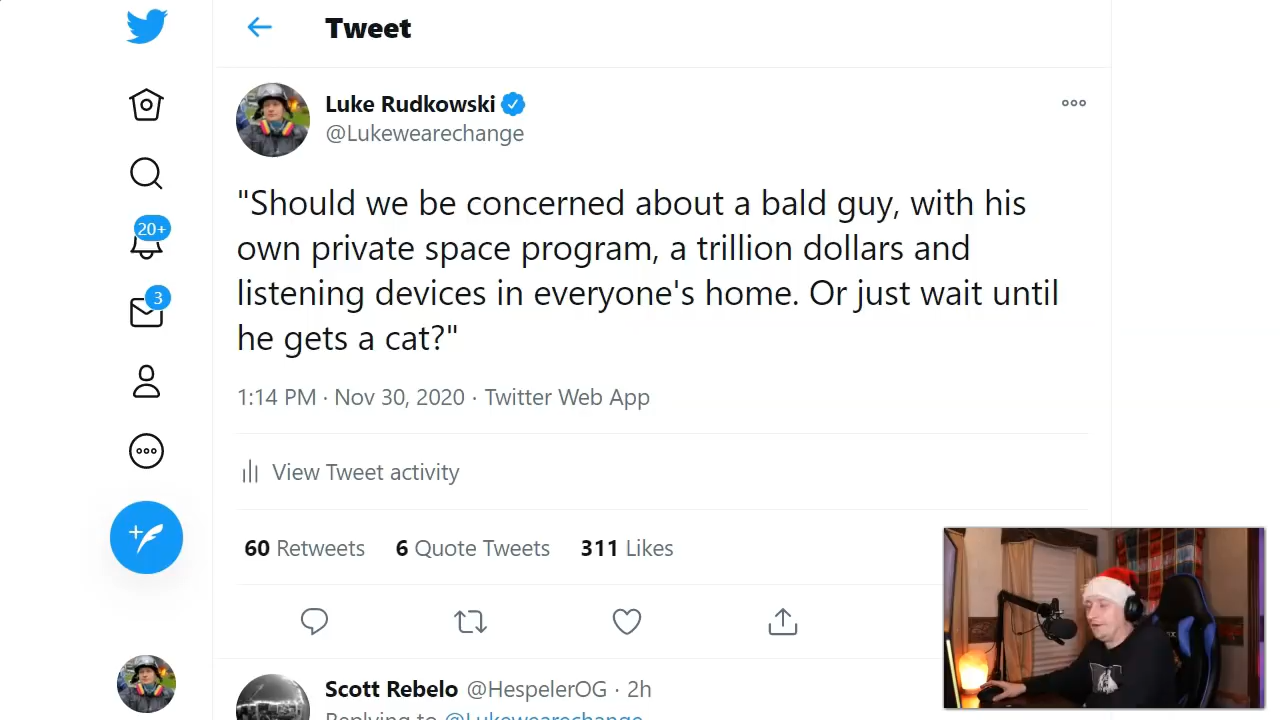 Tweet
Luke Rudkowski
@Lukewearechange
"Should we be concerned about a bald guy, with his
own private space program, a trillion dollars and
listening devices in everyone's home. Or just wait until
he gets a cat?"
1:14 PM · Nov 30, 2020 · Twitter Web App
View Tweet activity
60 Retweets 6 Quote Tweets 311 Likes
Scott Rebelo @HespelerOG · 2h
Replying to @Lukewearechange
20+
3